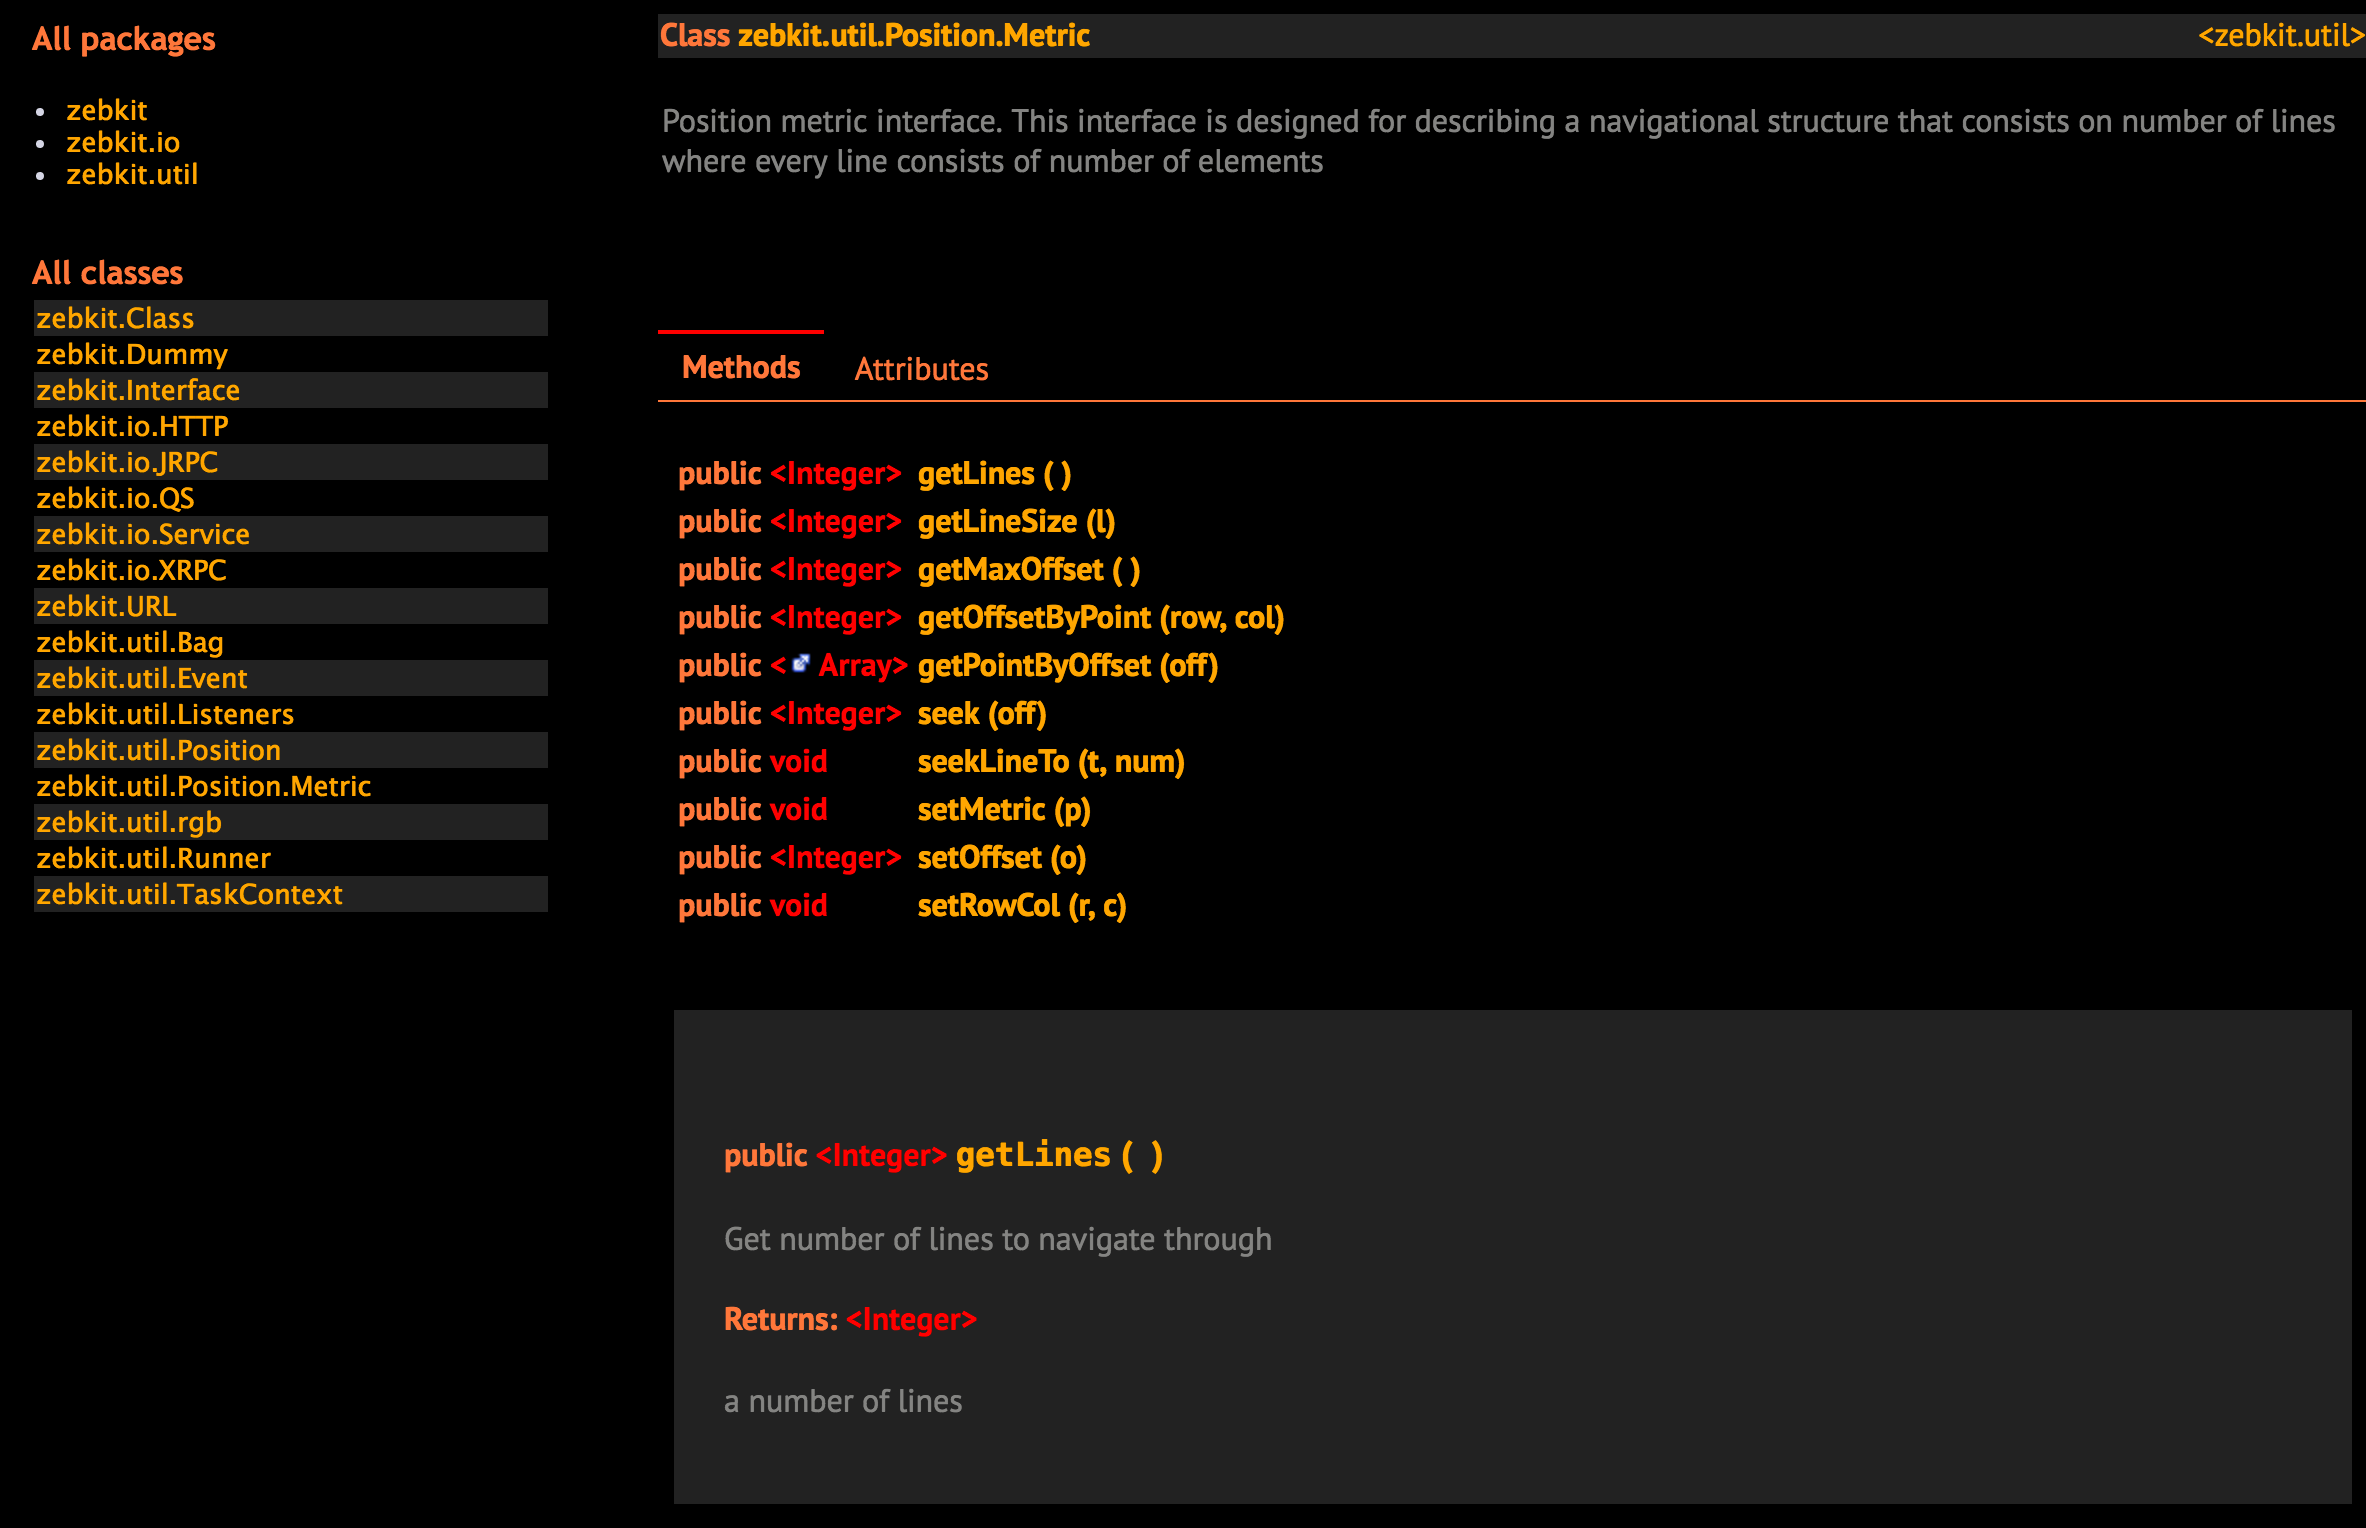 All packages
zebkit
zebkit.io
zebkit.util
All classes
zebkit.Class
zebkit.Dummy
zebkit.Interface
zebkit.io.HTTP
zebkit.io.JRPC
zebkit.io.QS
zebkit.io.Service
zebkit.io.XRPC
zebkit.URL
zebkit.util.Bag
zebkit.util.Event
zebkit.util.Listeners
zebkit.util.Position
zebkit.util.Position.Metric
zebkit.util.rgb
zebkit.util.Runner
zebkit.util.TaskContext
Class zebkit.util.Position.Metric <zebkit.util>
Position metric interface. This interface is designed for describing a navigational structure that consists on number of lines
where every line consists of number of elements
Methods Attributes
public <Integer> getLines ( )
public <Integer> getLineSize (l)
public <Integer> getMaxOffset ( )
public <Integer> getOffsetByPoint (row, col)
public < Array> getPointByOffset (off)
public <Integer> seek (off)
public void seekLineTo (t, num)
public void setMetric (p)
public <Integer> setOffset (o)
public void setRowCol (r, c)
public <Integer> getLines ( )
Get number of lines to navigate through
Returns: <Integer>
a number of lines